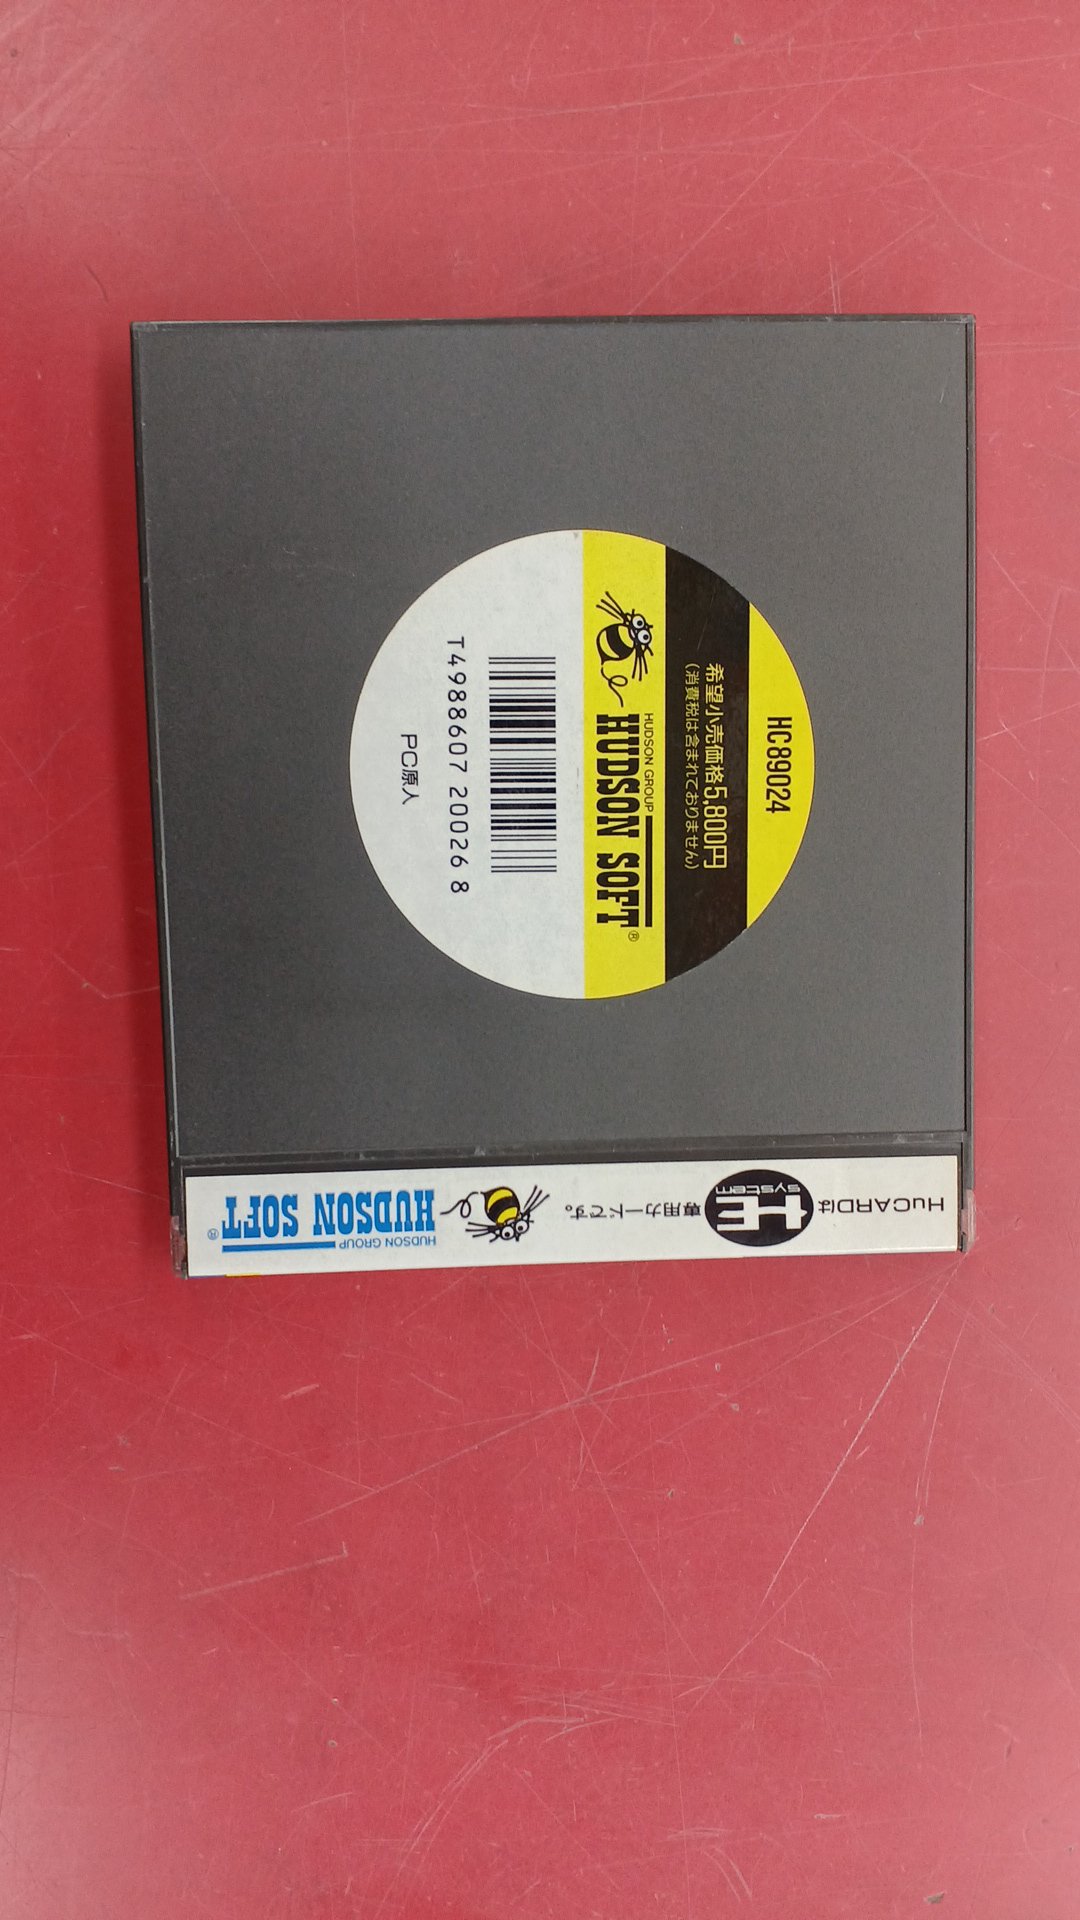 HC89024
希望小売価格5,800円
(消費税は含まれておりません)
HUDSON GROUP
HUDSON SOFT®
T4988607 20026 8
PC原人
HuCARDは
HE
system
専用カードです。
HUDSON GROUP
HUDSON SOFT®